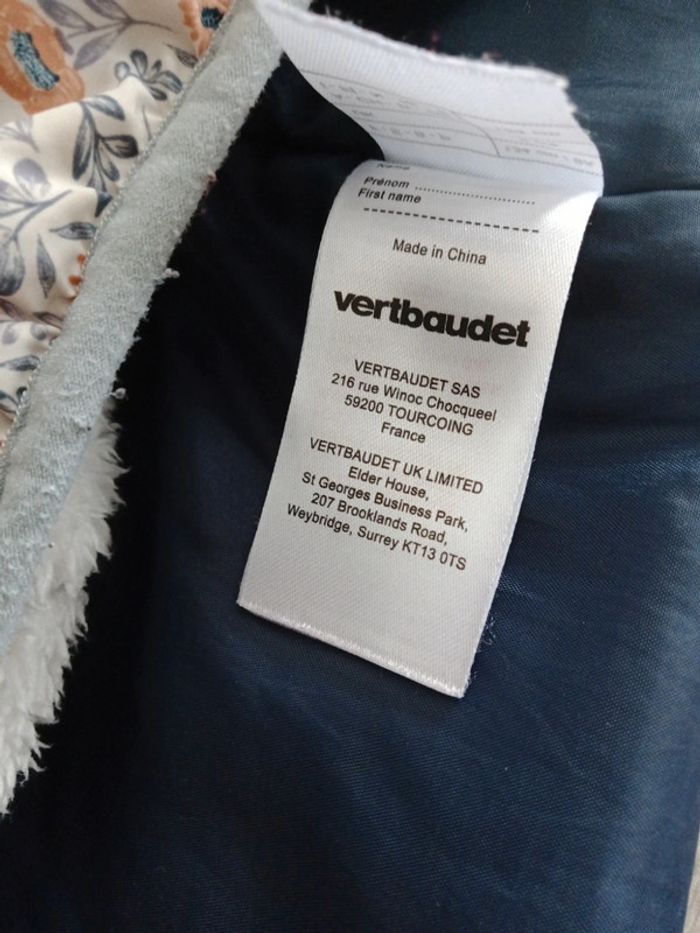 Prénom ........................
First name
Made in China
vertbaudet
VERTBAUDET SAS
216 rue Winoc Chocqueel
59200 TOURCOING
France
VERTBAUDET UK LIMITED
Elder House,
St Georges Business Park,
207 Brooklands Road,
Weybridge, Surrey KT13 0TS